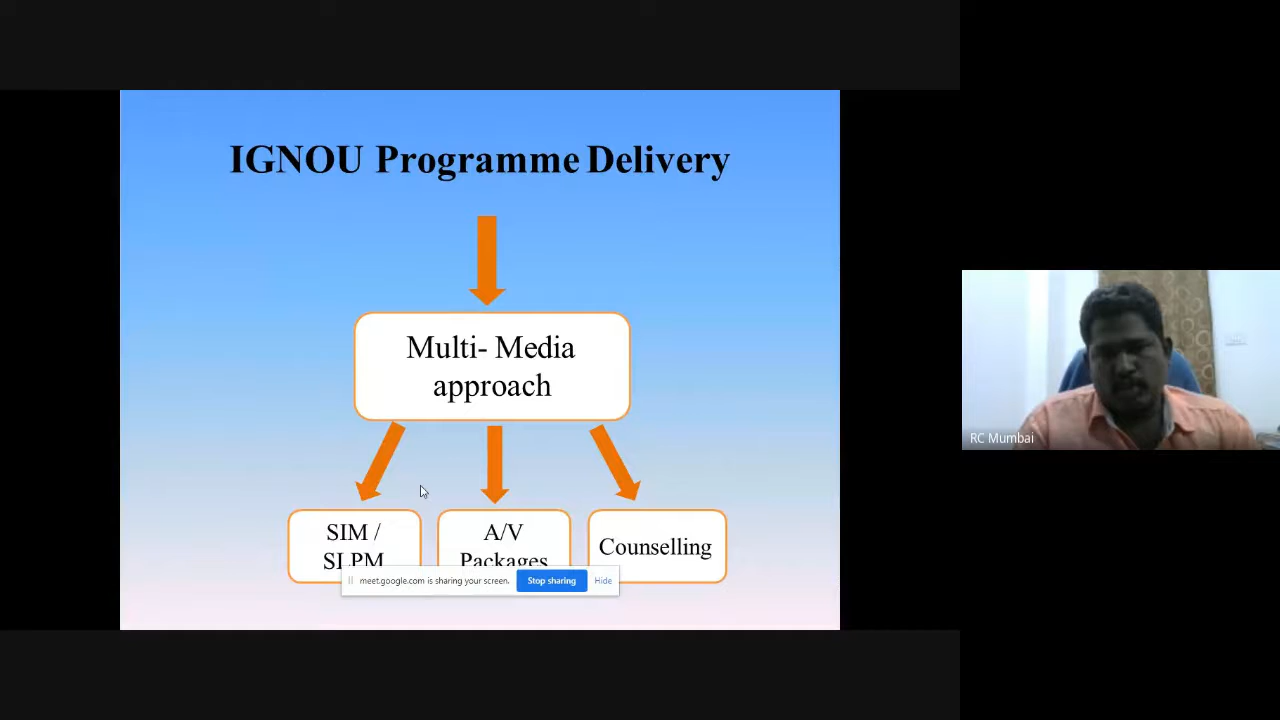 IGNOU Programme Delivery
Multi- Media
approach
SIM /
SLPM
A/V
Packages
Counselling
meet.google.com is sharing your screen.
Stop sharing
Hide
RC Mumbai